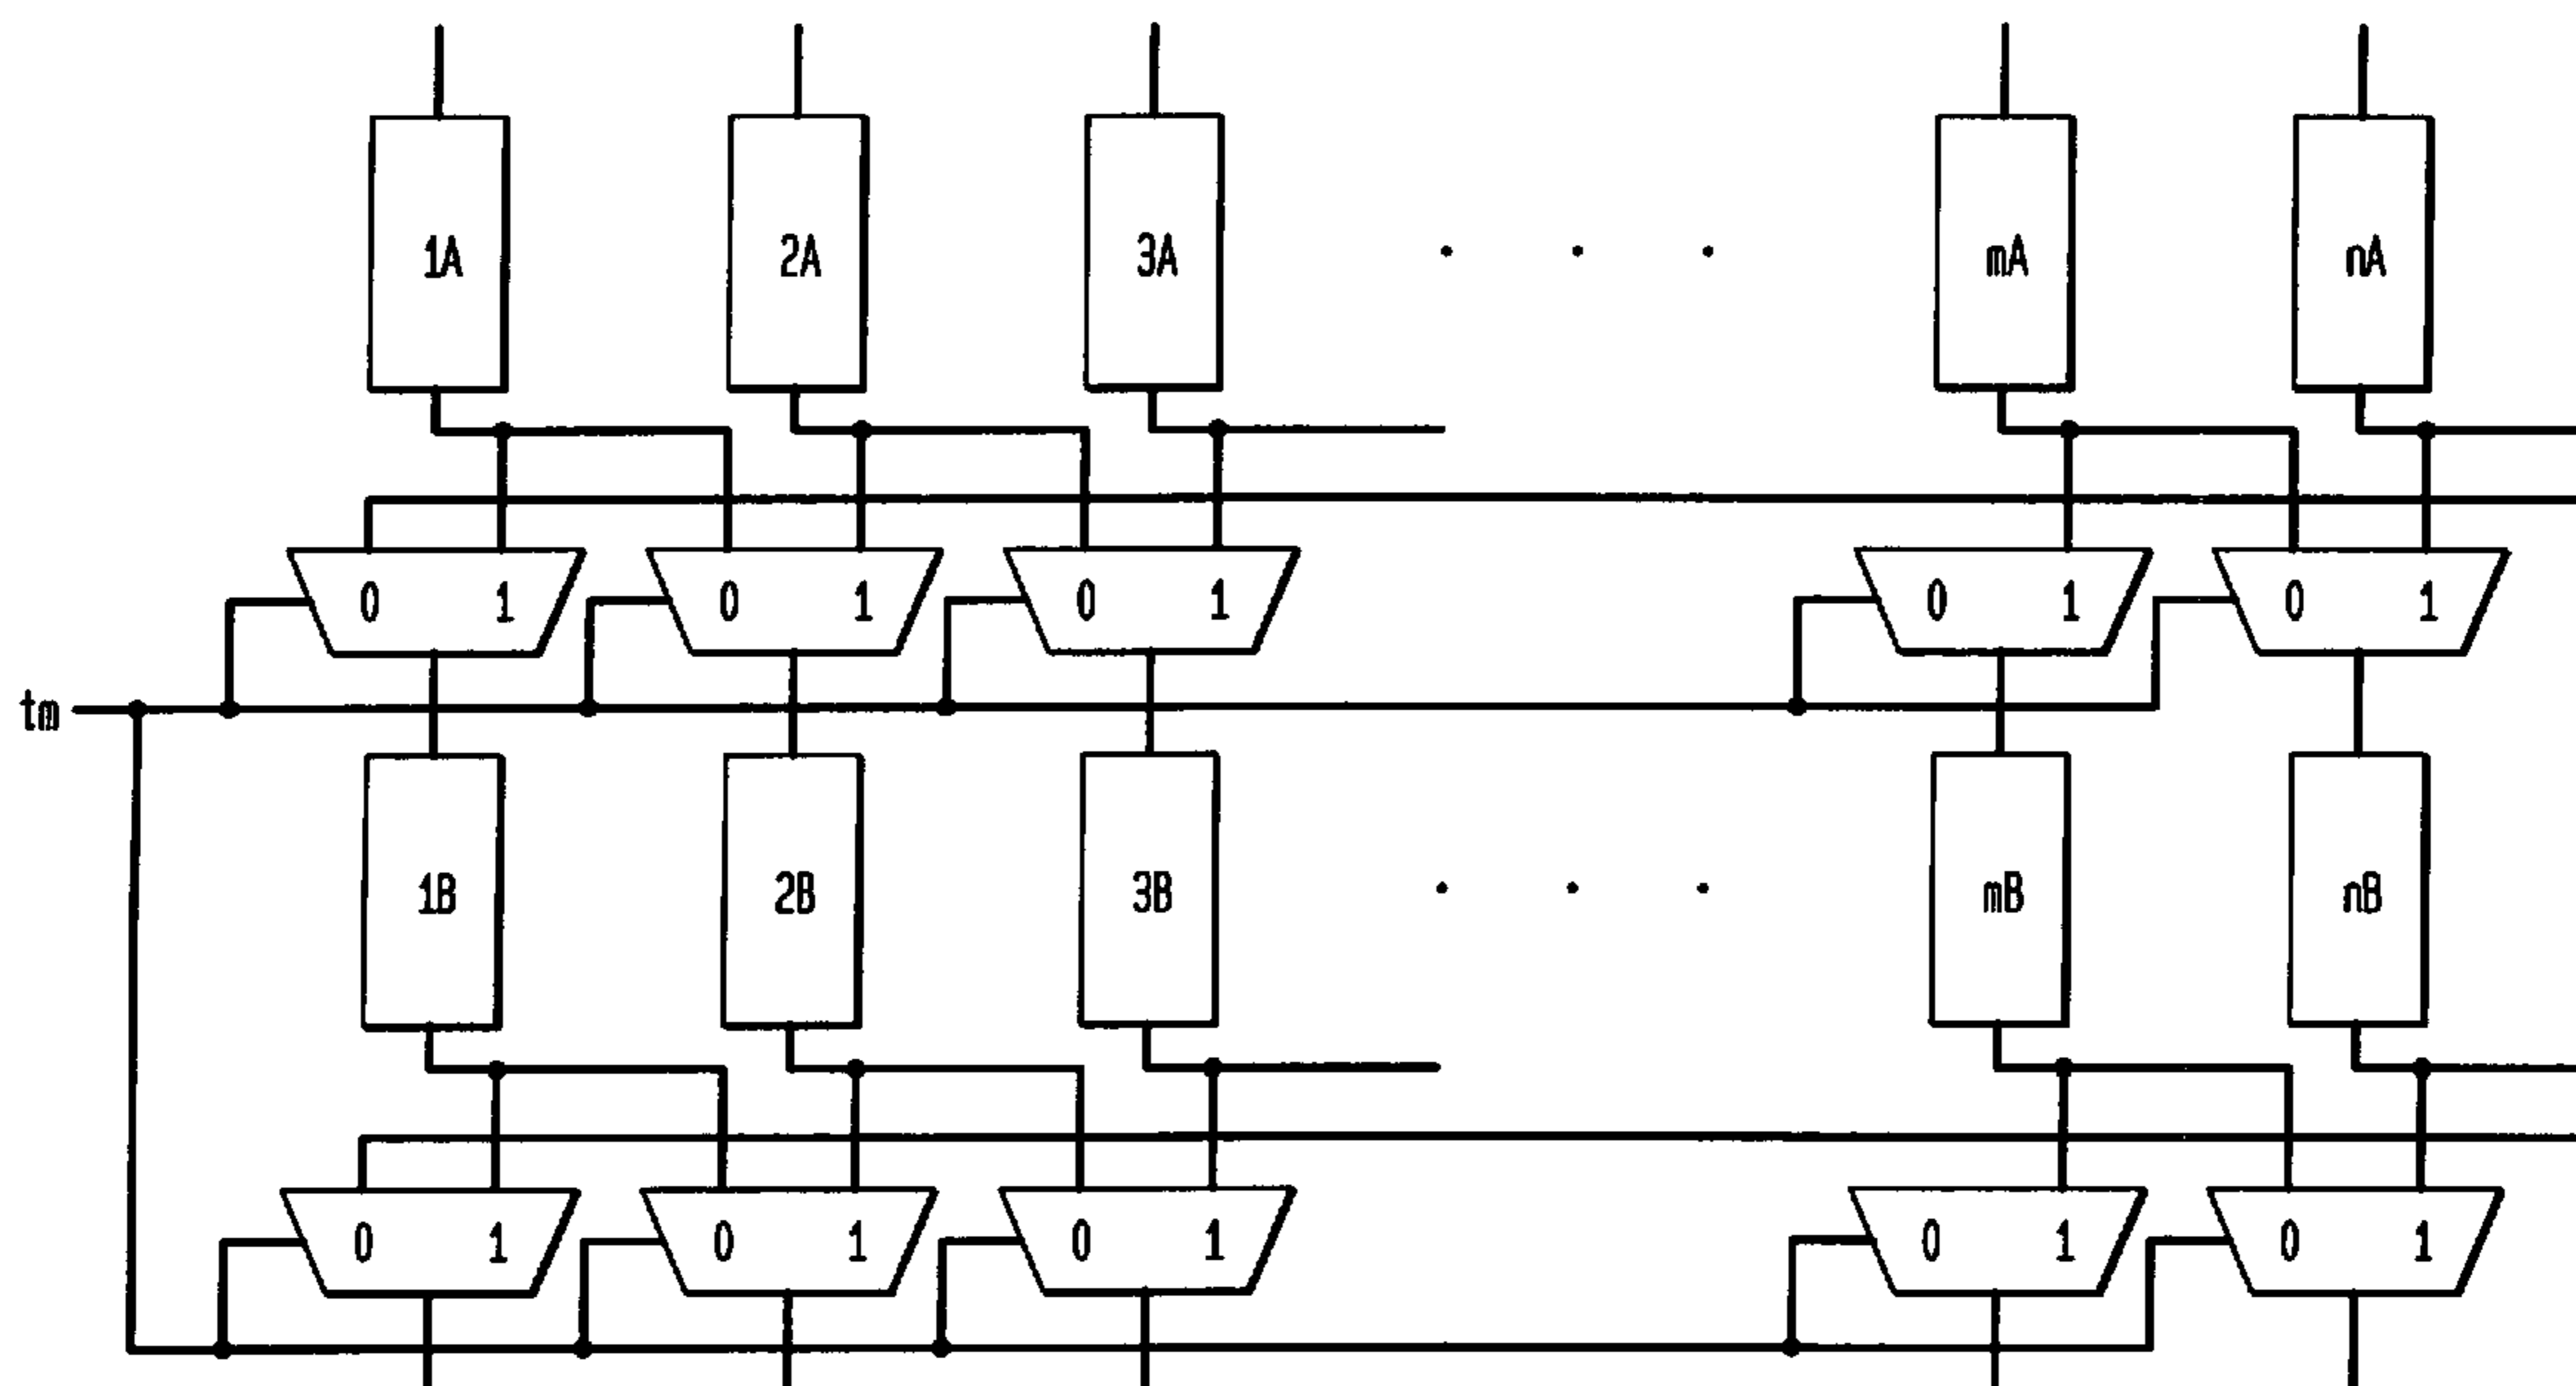 1A 2A 3A . . . mA nA
0 1 0 1 0 1 0 1 0 1
tm
1B 2B 3B . . . mB nB
0 1 0 1 0 1 0 1 0 1